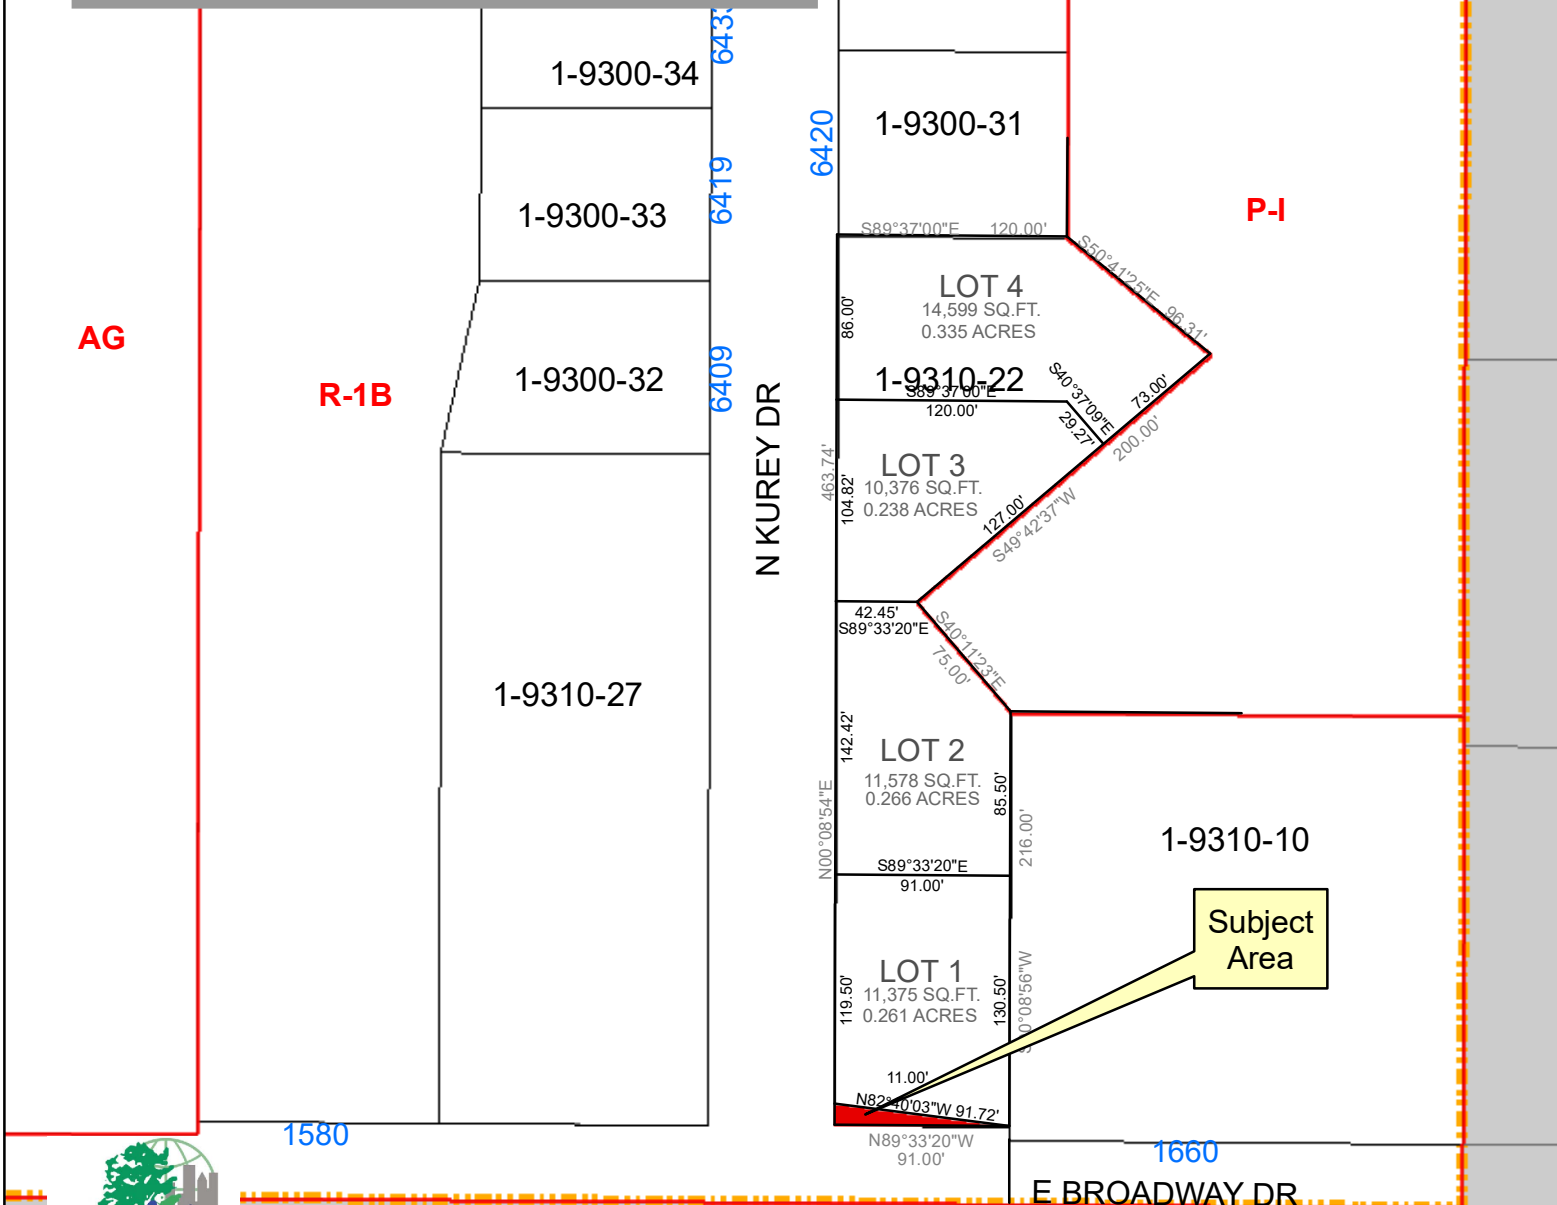 6433
1-9300-34
6420
1-9300-31
6419
1-9300-33
P-I
S89°37'00"E 120.00'
S50°41'25"E 96.31'
LOT 4
14,599 SQ.FT.
0.335 ACRES
86.00'
AG
R-1B
1-9300-32
6409
1-9310-22
S89°37'00"E
120.00'
S40°37'09"E
29.27'
73.00'
200.00'
N KUREY DR
463.74'
LOT 3
10,376 SQ.FT.
0.238 ACRES
104.82'
127.00'
S49°42'37"W
42.45'
S89°33'20"E
S40°11'23"E
75.00'
1-9310-27
142.42'
LOT 2
11,578 SQ.FT.
0.266 ACRES
85.50'
N00°08'54"E
216.00'
1-9310-10
S89°33'20"E
91.00'
Subject
Area
LOT 1
11,375 SQ.FT.
0.261 ACRES
119.50'
130.50'
S00°08'56"W
11.00'
N82°40'03"W 91.72'
N89°33'20"W
91.00'
1580
1660
E BROADWAY DR